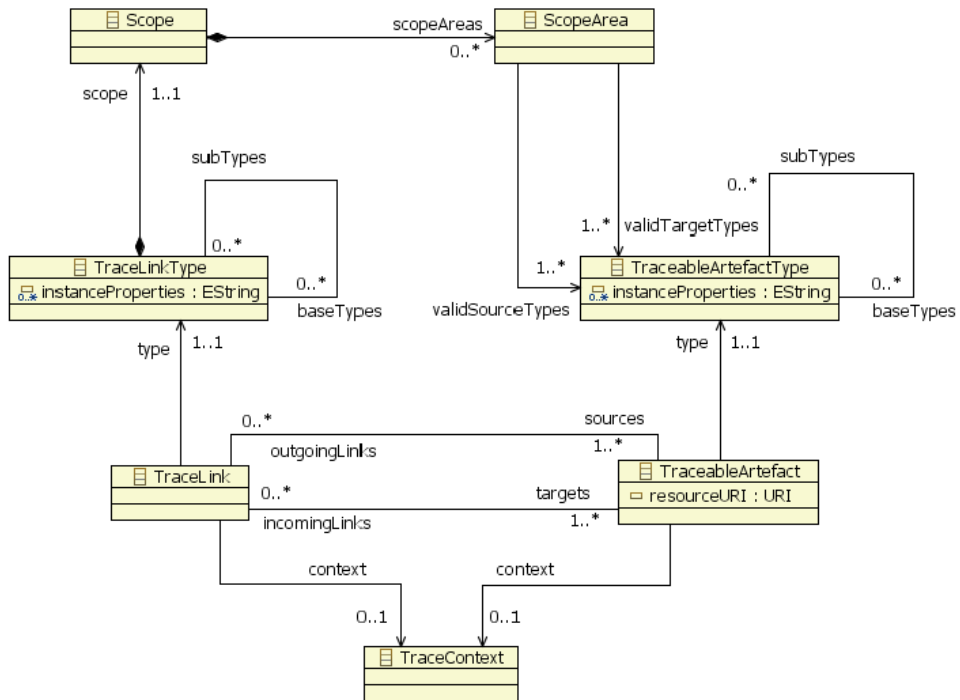 Scope
scopeAreas
0..*
ScopeArea
scope
1..1
subTypes
0..*
TraceLinkType
0..* instanceProperties : EString
0..*
baseTypes
1..*
validTargetTypes
1..*
validSourceTypes
subTypes
0..*
TraceableArtefactType
0..* instanceProperties : EString
0..*
baseTypes
type
1..1
type
1..1
0..*
sources
outgoingLinks
1..*
TraceLink
0..*
targets
incomingLinks
1..*
TraceableArtefact
resourceURI : URI
context
context
0..1
0..1
TraceContext